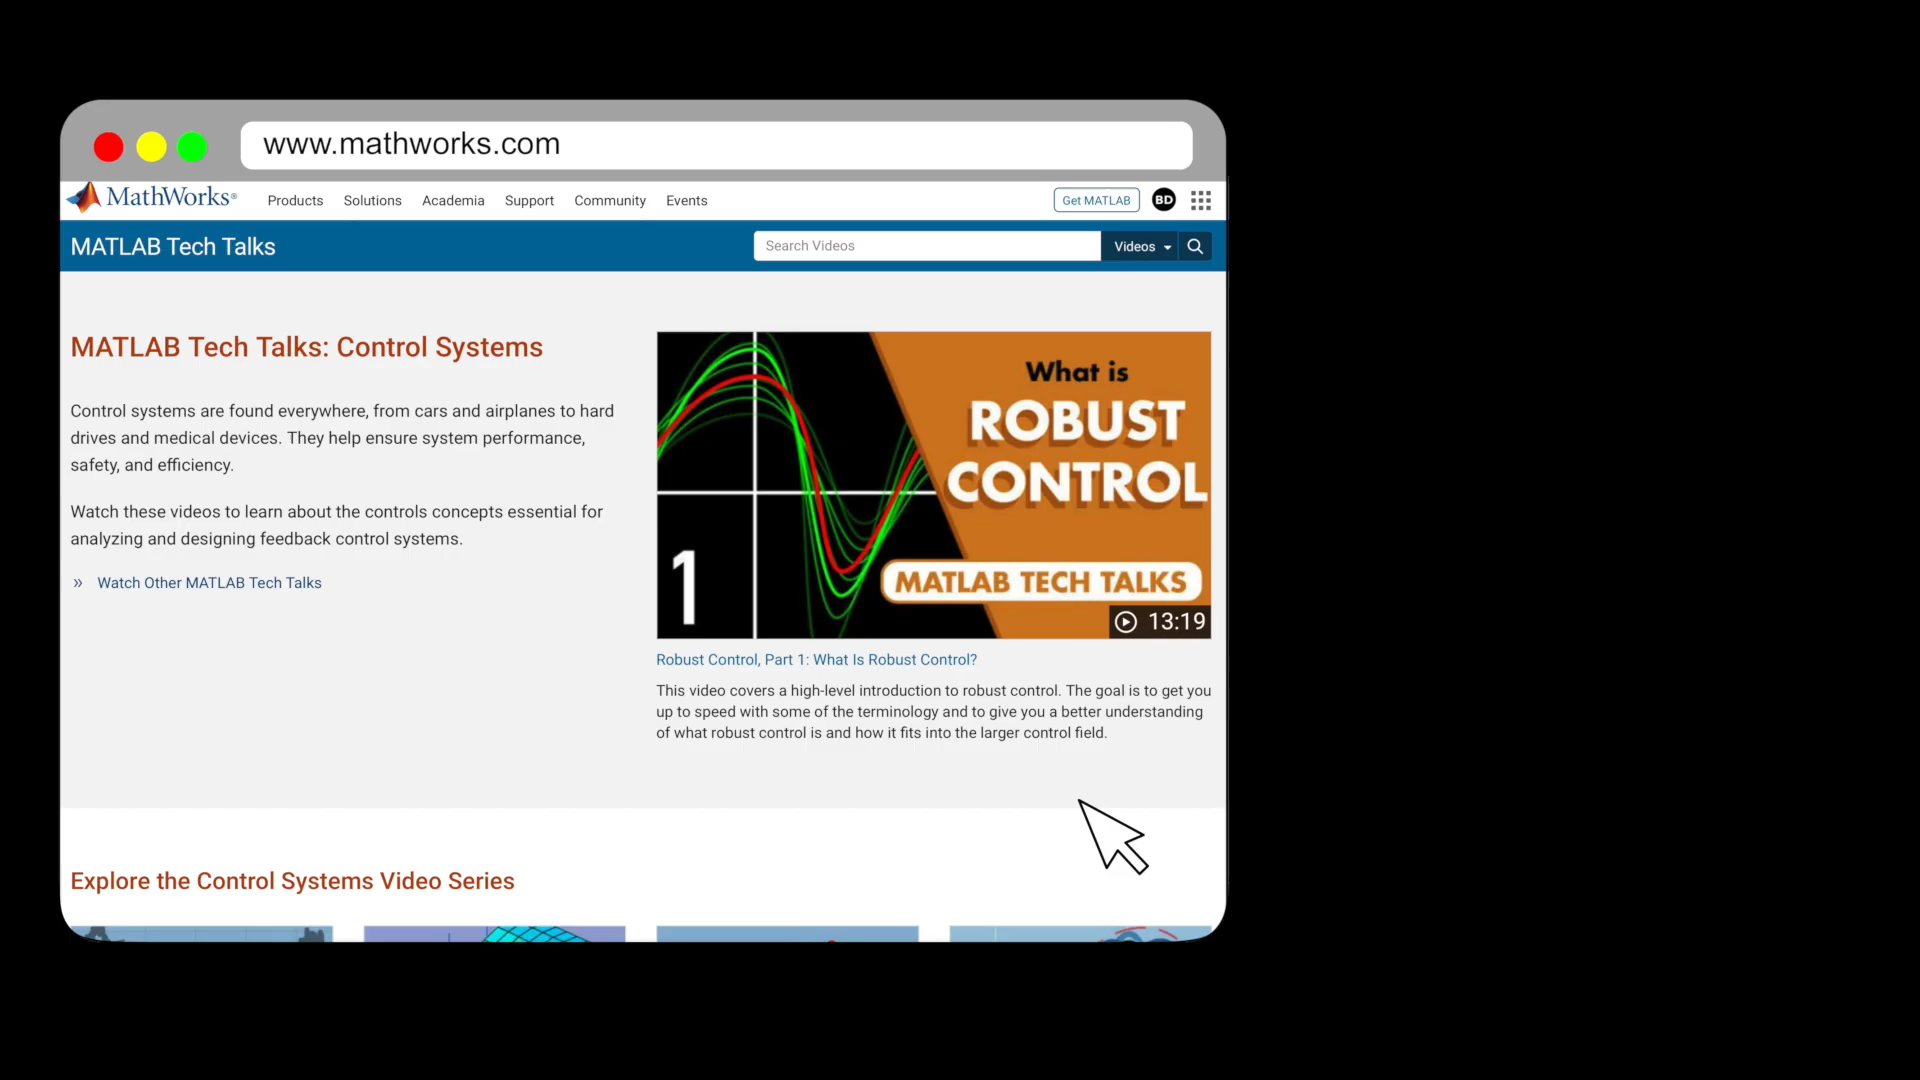 www.mathworks.com
MathWorks®
Products Solutions Academia Support Community Events
Get MATLAB
BD
MATLAB Tech Talks
Search Videos
Videos
MATLAB Tech Talks: Control Systems
Control systems are found everywhere, from cars and airplanes to hard
drives and medical devices. They help ensure system performance,
safety, and efficiency.
Watch these videos to learn about the controls concepts essential for
analyzing and designing feedback control systems.
» Watch Other MATLAB Tech Talks
What is
ROBUST
CONTROL
1
MATLAB TECH TALKS
13:19
Robust Control, Part 1: What Is Robust Control?
This video covers a high-level introduction to robust control. The goal is to get you
up to speed with some of the terminology and to give you a better understanding
of what robust control is and how it fits into the larger control field.
Explore the Control Systems Video Series